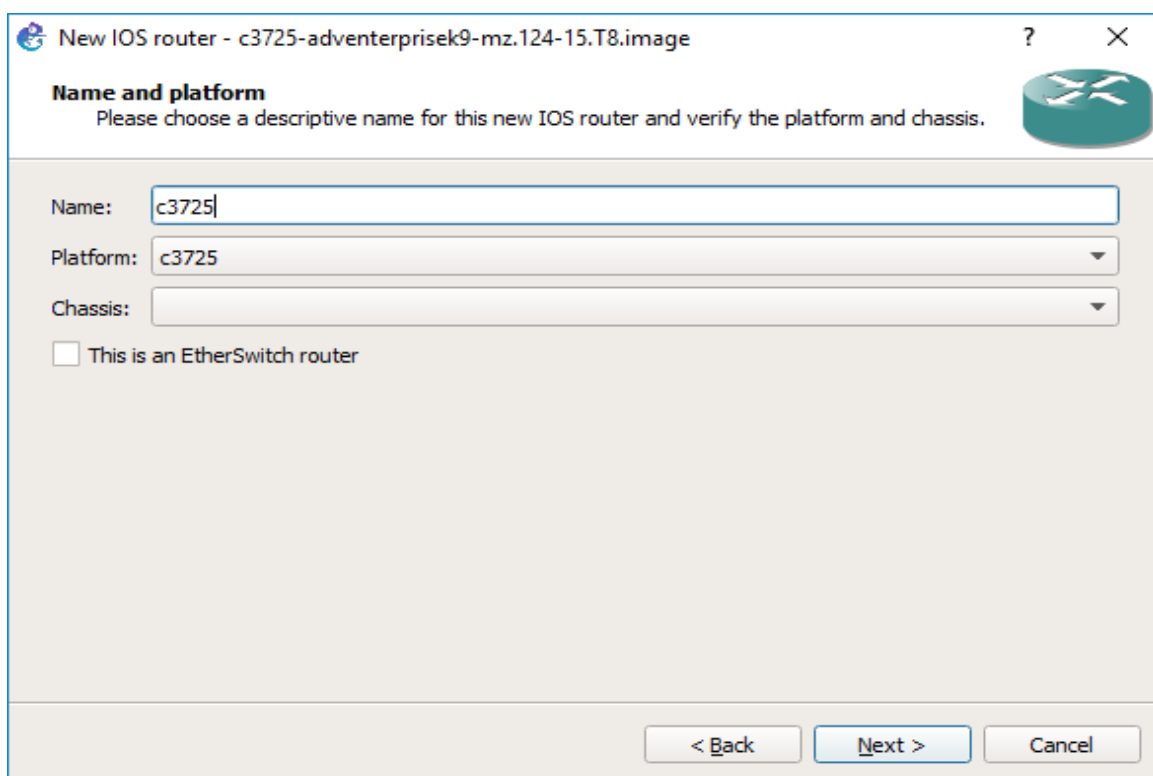 New IOS router - c3725-adventerprisek9-mz.124-15.T8.image
?
Name and platform
Please choose a descriptive name for this new IOS router and verify the platform and chassis.
Name: c3725
Platform: c3725
Chassis:
This is an EtherSwitch router
< Back Next > Cancel